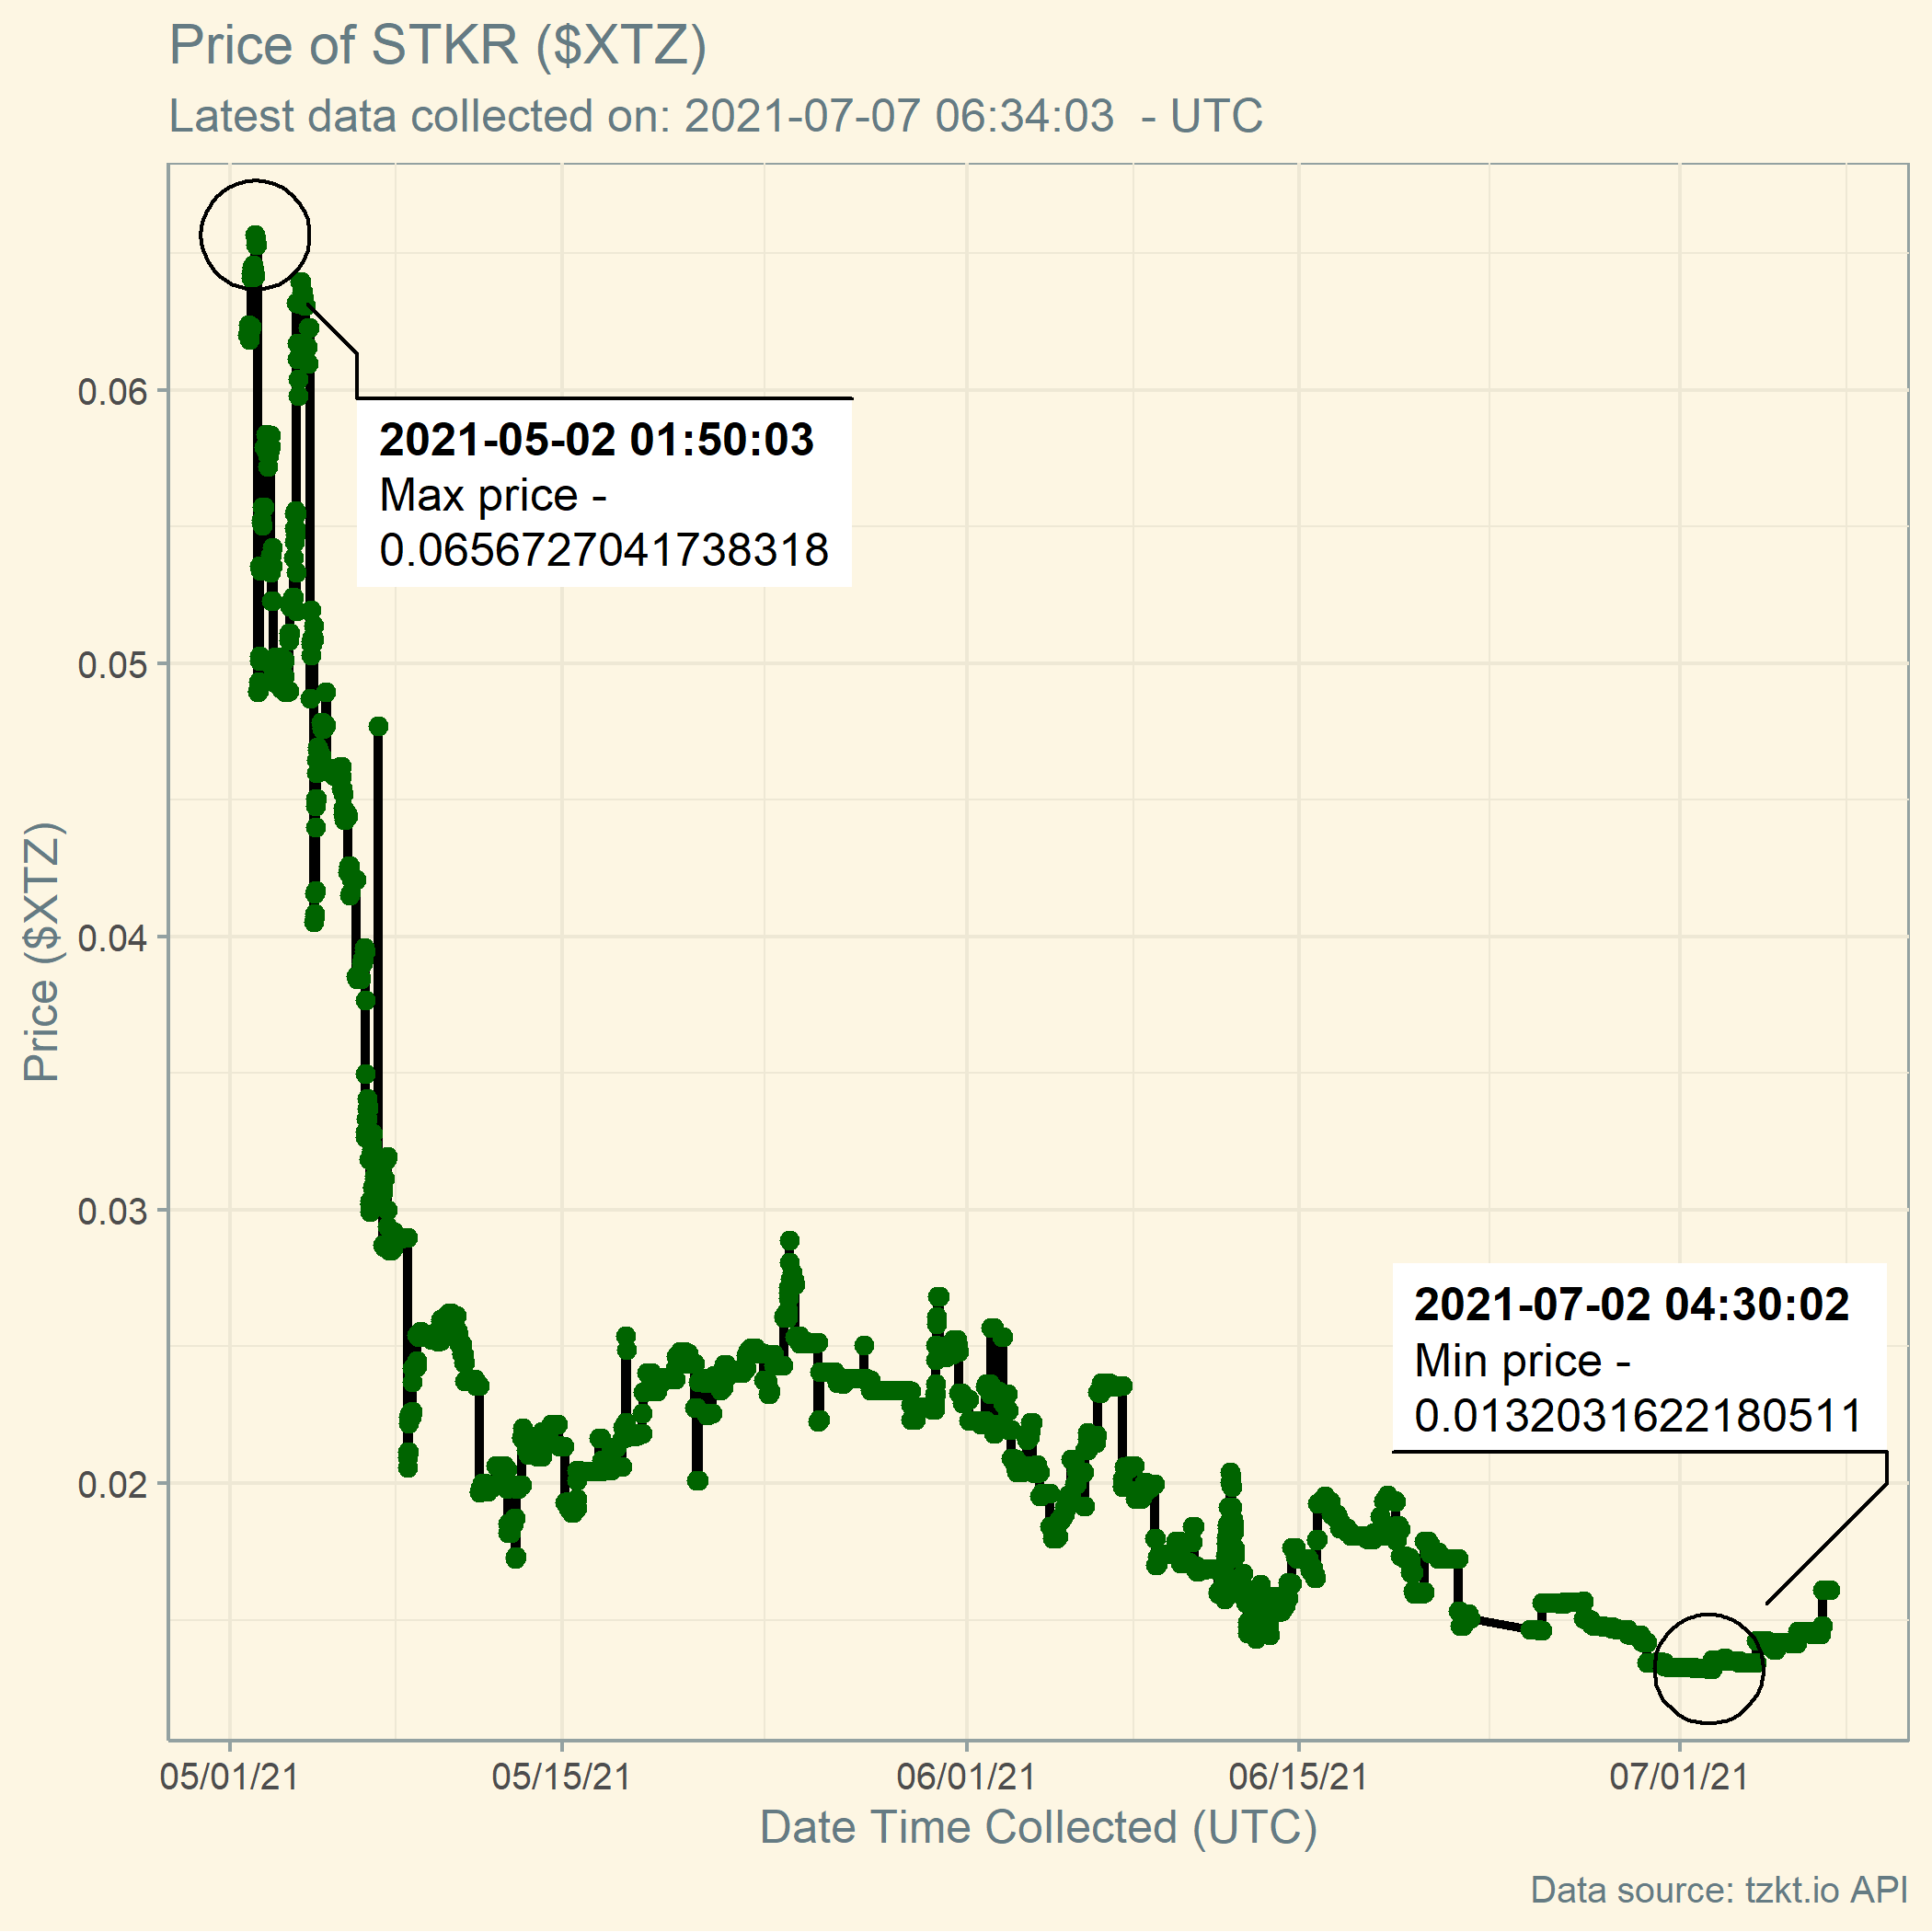 Price of STKR ($XTZ)
Latest data collected on: 2021-07-07 06:34:03  - UTC
0.06
0.05
0.04
0.03
0.02
Price ($XTZ)
2021-05-02 01:50:03
Max price -
0.0656727041738318
2021-07-02 04:30:02
Min price -
0.0132031622180511
05/01/21
05/15/21
06/01/21
06/15/21
07/01/21
Date Time Collected (UTC)
Data source: tzkt.io API